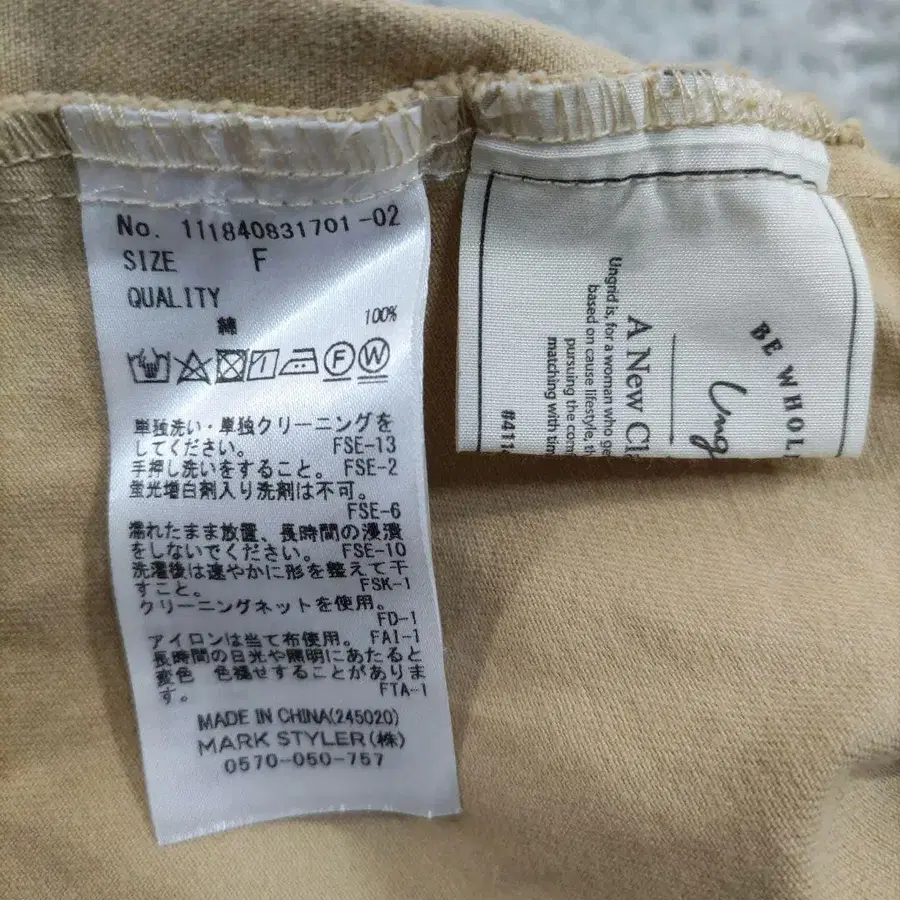 No. 111840831701-02
SIZE F
QUALITY
綿 100%
F W
単独洗い・単独クリーニングを
してください。 FSE-13
手押し洗いをすること。 FSE-2
蛍光増白剤入り洗剤は不可。
FSE-6
濡れたまま放置、長時間の浸漬
をしないでください。 FSE-10
洗濯後は速やかに形を整えて干
すこと。 FSK-1
クリーニングネットを使用。
FD-1
アイロンは当て布使用。 FAI-1
長時間の日光や照明にあたると
変色 色褪せすることがありま
す。 FTA-1
MADE IN CHINA(245020)
MARK STYLER(株)
0570-050-757
BE WHOL
Ung
A New Cl
Ungrid is, for a woman who ge
based on cause lifestyle, th
pursuing the com
matching with tim
#411